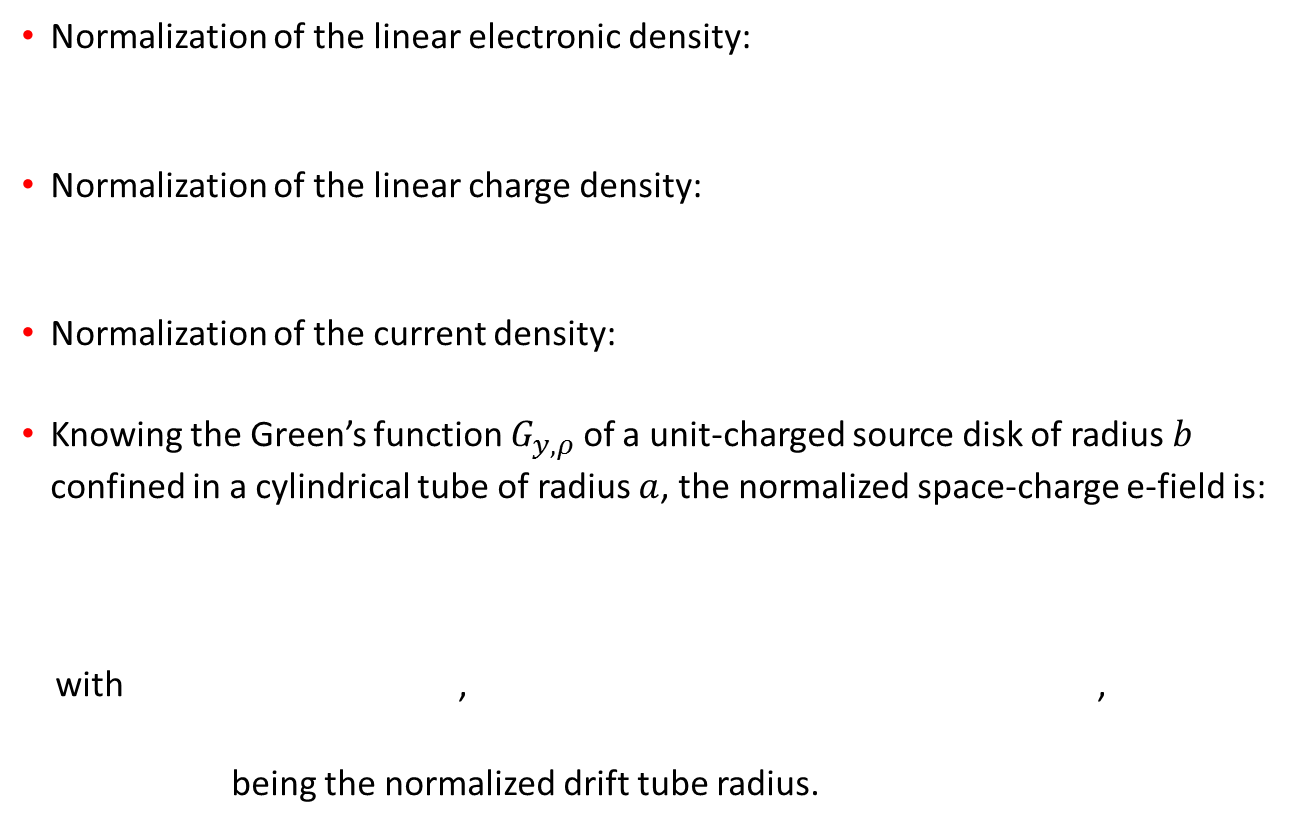 • Normalization of the linear electronic density:
• Normalization of the linear charge density:
• Normalization of the current density:
• Knowing the Green’s function G_{y,ρ} of a unit-charged source disk of radius b
confined in a cylindrical tube of radius a, the normalized space-charge e-field is:
with , ,
being the normalized drift tube radius.